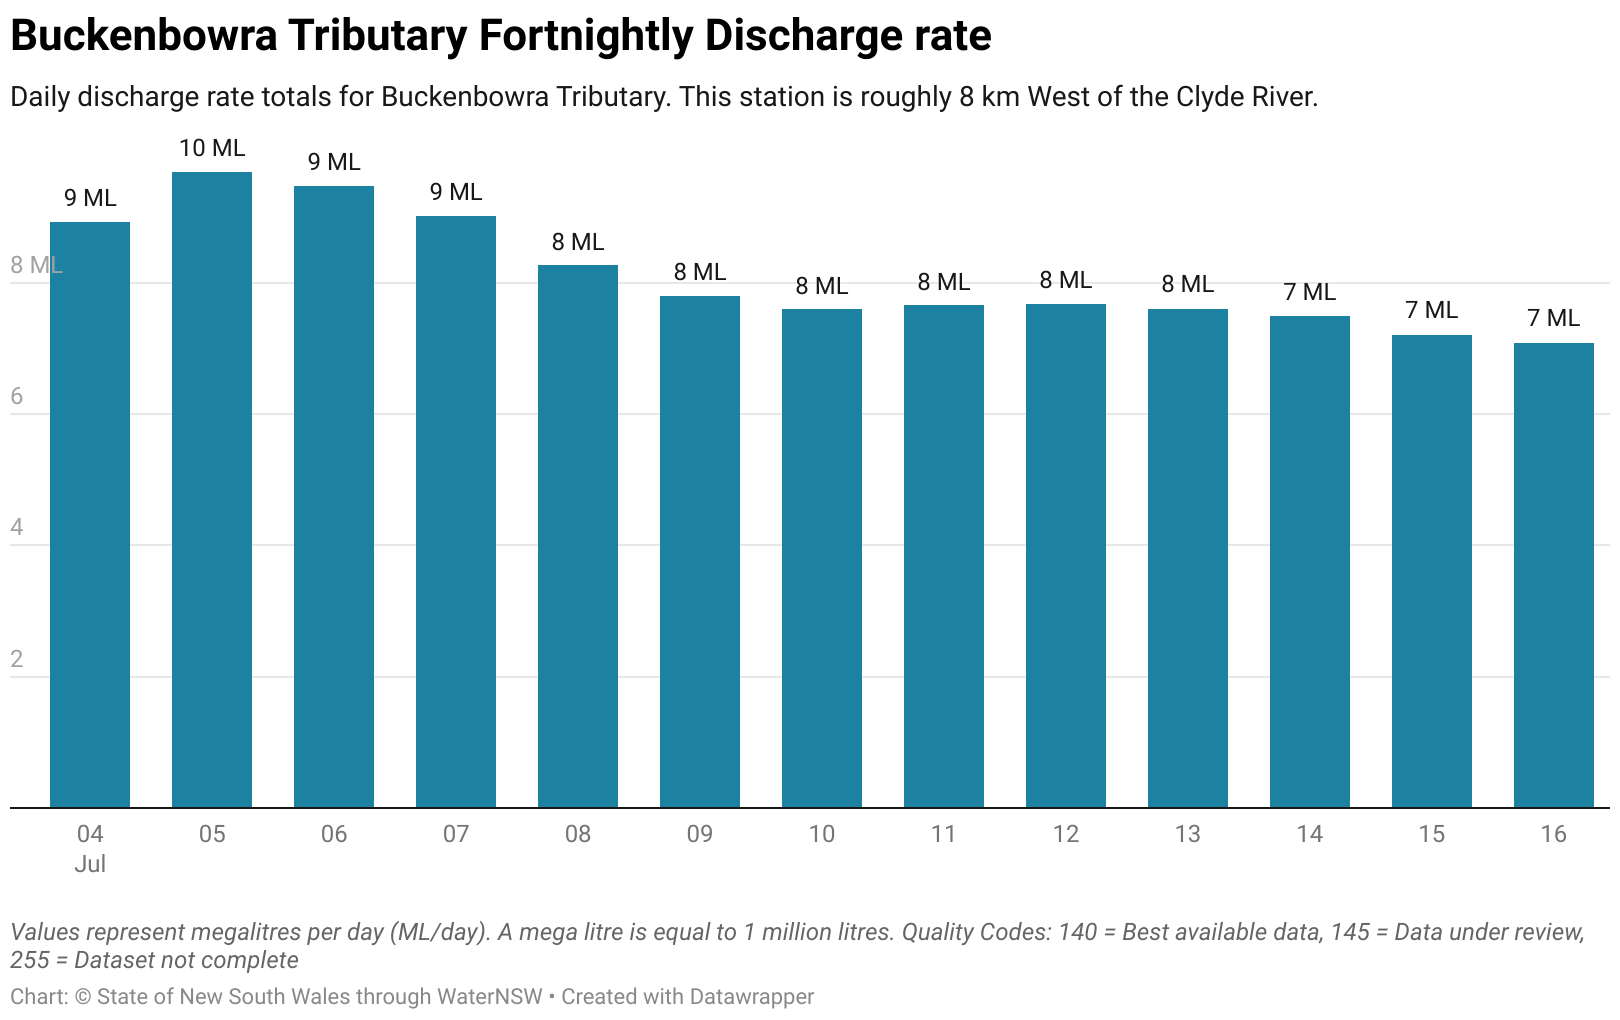 Buckenbowra Tributary Fortnightly Discharge rate
Daily discharge rate totals for Buckenbowra Tributary. This station is roughly 8 km West of the Clyde River.
9 ML
10 ML
9 ML
9 ML
8 ML
8 ML
8 ML
8 ML
8 ML
8 ML
7 ML
7 ML
7 ML
8 ML
6
4
2
04 05 06 07 08 09 10 11 12 13 14 15 16
Jul
Values represent megalitres per day (ML/day). A mega litre is equal to 1 million litres. Quality Codes: 140 = Best available data, 145 = Data under review,
255 = Dataset not complete
Chart: © State of New South Wales through WaterNSW • Created with Datawrapper